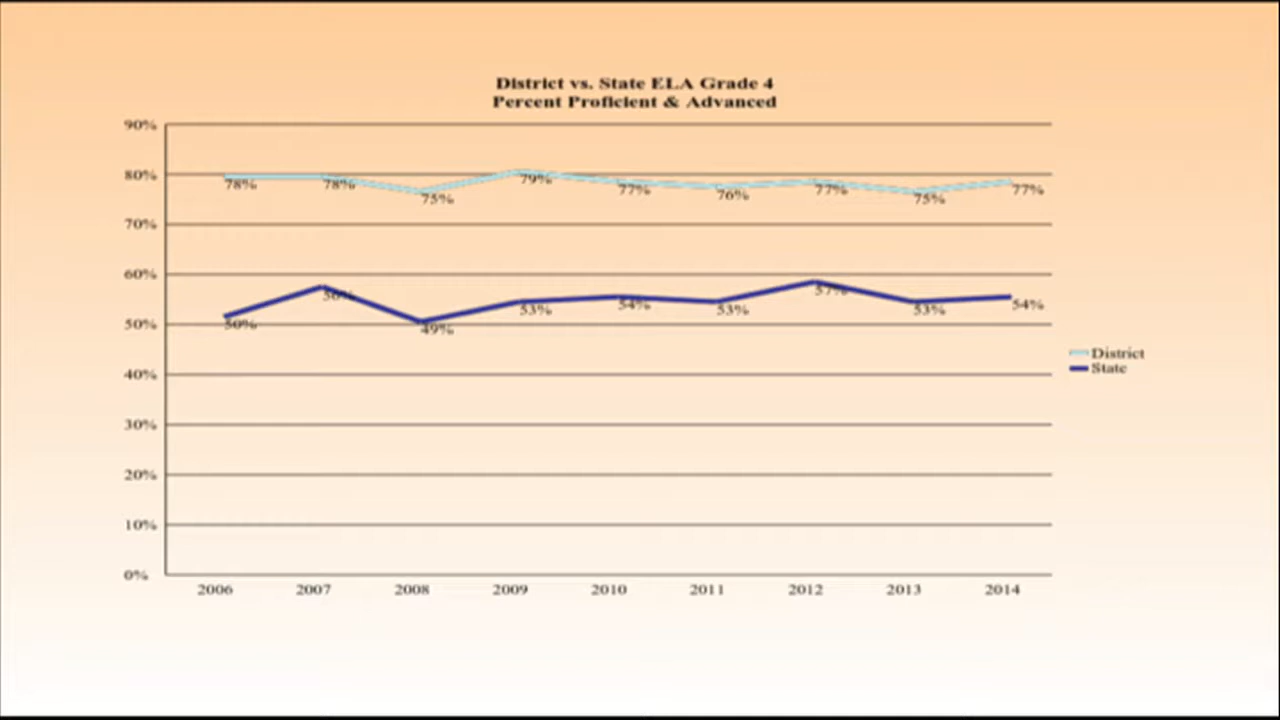 District vs. State ELA Grade 4
Percent Proficient & Advanced
90%
80%
70%
60%
50%
40%
30%
20%
10%
0%
78% 78% 75% 79% 77% 76% 77% 75% 77%
50% 56% 49% 53% 54% 53% 57% 53% 54%
District
State
2006 2007 2008 2009 2010 2011 2012 2013 2014